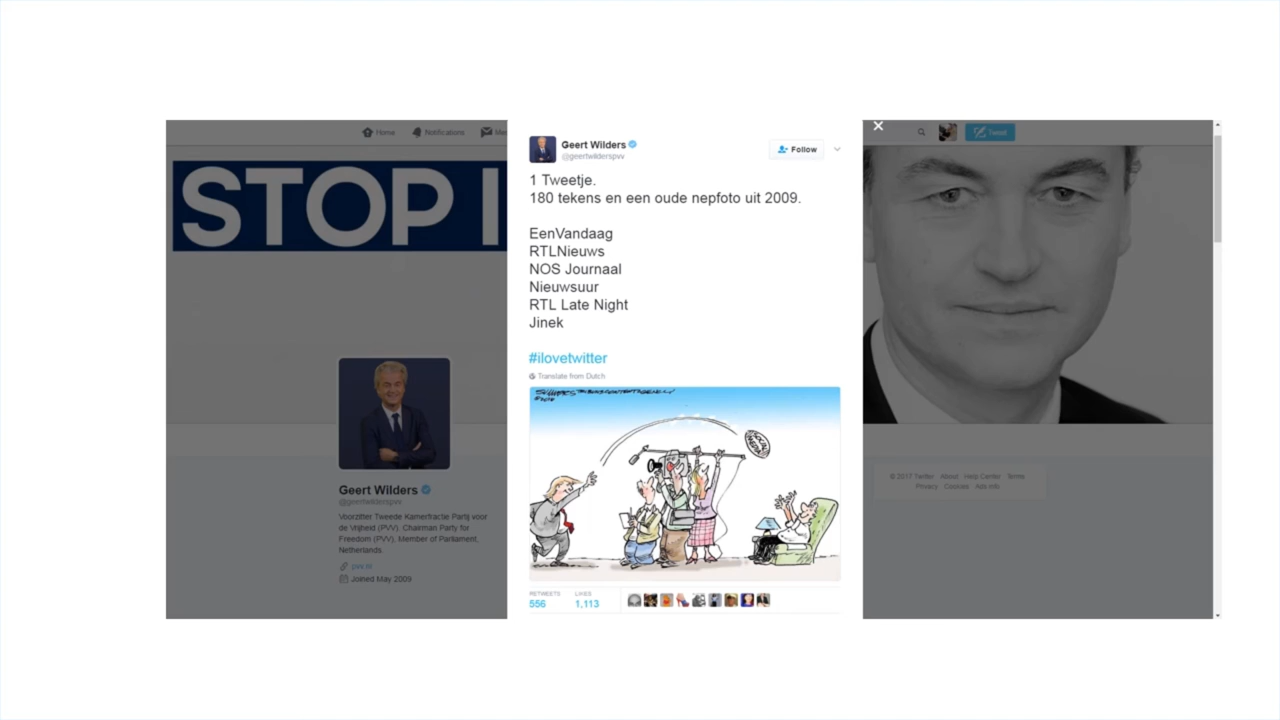 Home
Notifications
STOP I
Geert Wilders
@geertwilderspvv
Voorzitter Tweede Kamerfractie Partij voor
de Vrijheid (PVV). Chairman Party for
Freedom (PVV). Member of Parliament,
Netherlands.
pvv.nl
Joined May 2009
Geert Wilders
@geertwilderspvv
Follow
1 Tweetje.
180 tekens en een oude nepfoto uit 2009.
EenVandaag
RTLNieuws
NOS Journaal
Nieuwsuur
RTL Late Night
Jinek
#ilovetwitter
Translate from Dutch
SOCIAL MEDIA
RETWEETS LIKES
556 1,113
Tweet
© 2017 Twitter About Help Center Terms
Privacy Cookies Ads info